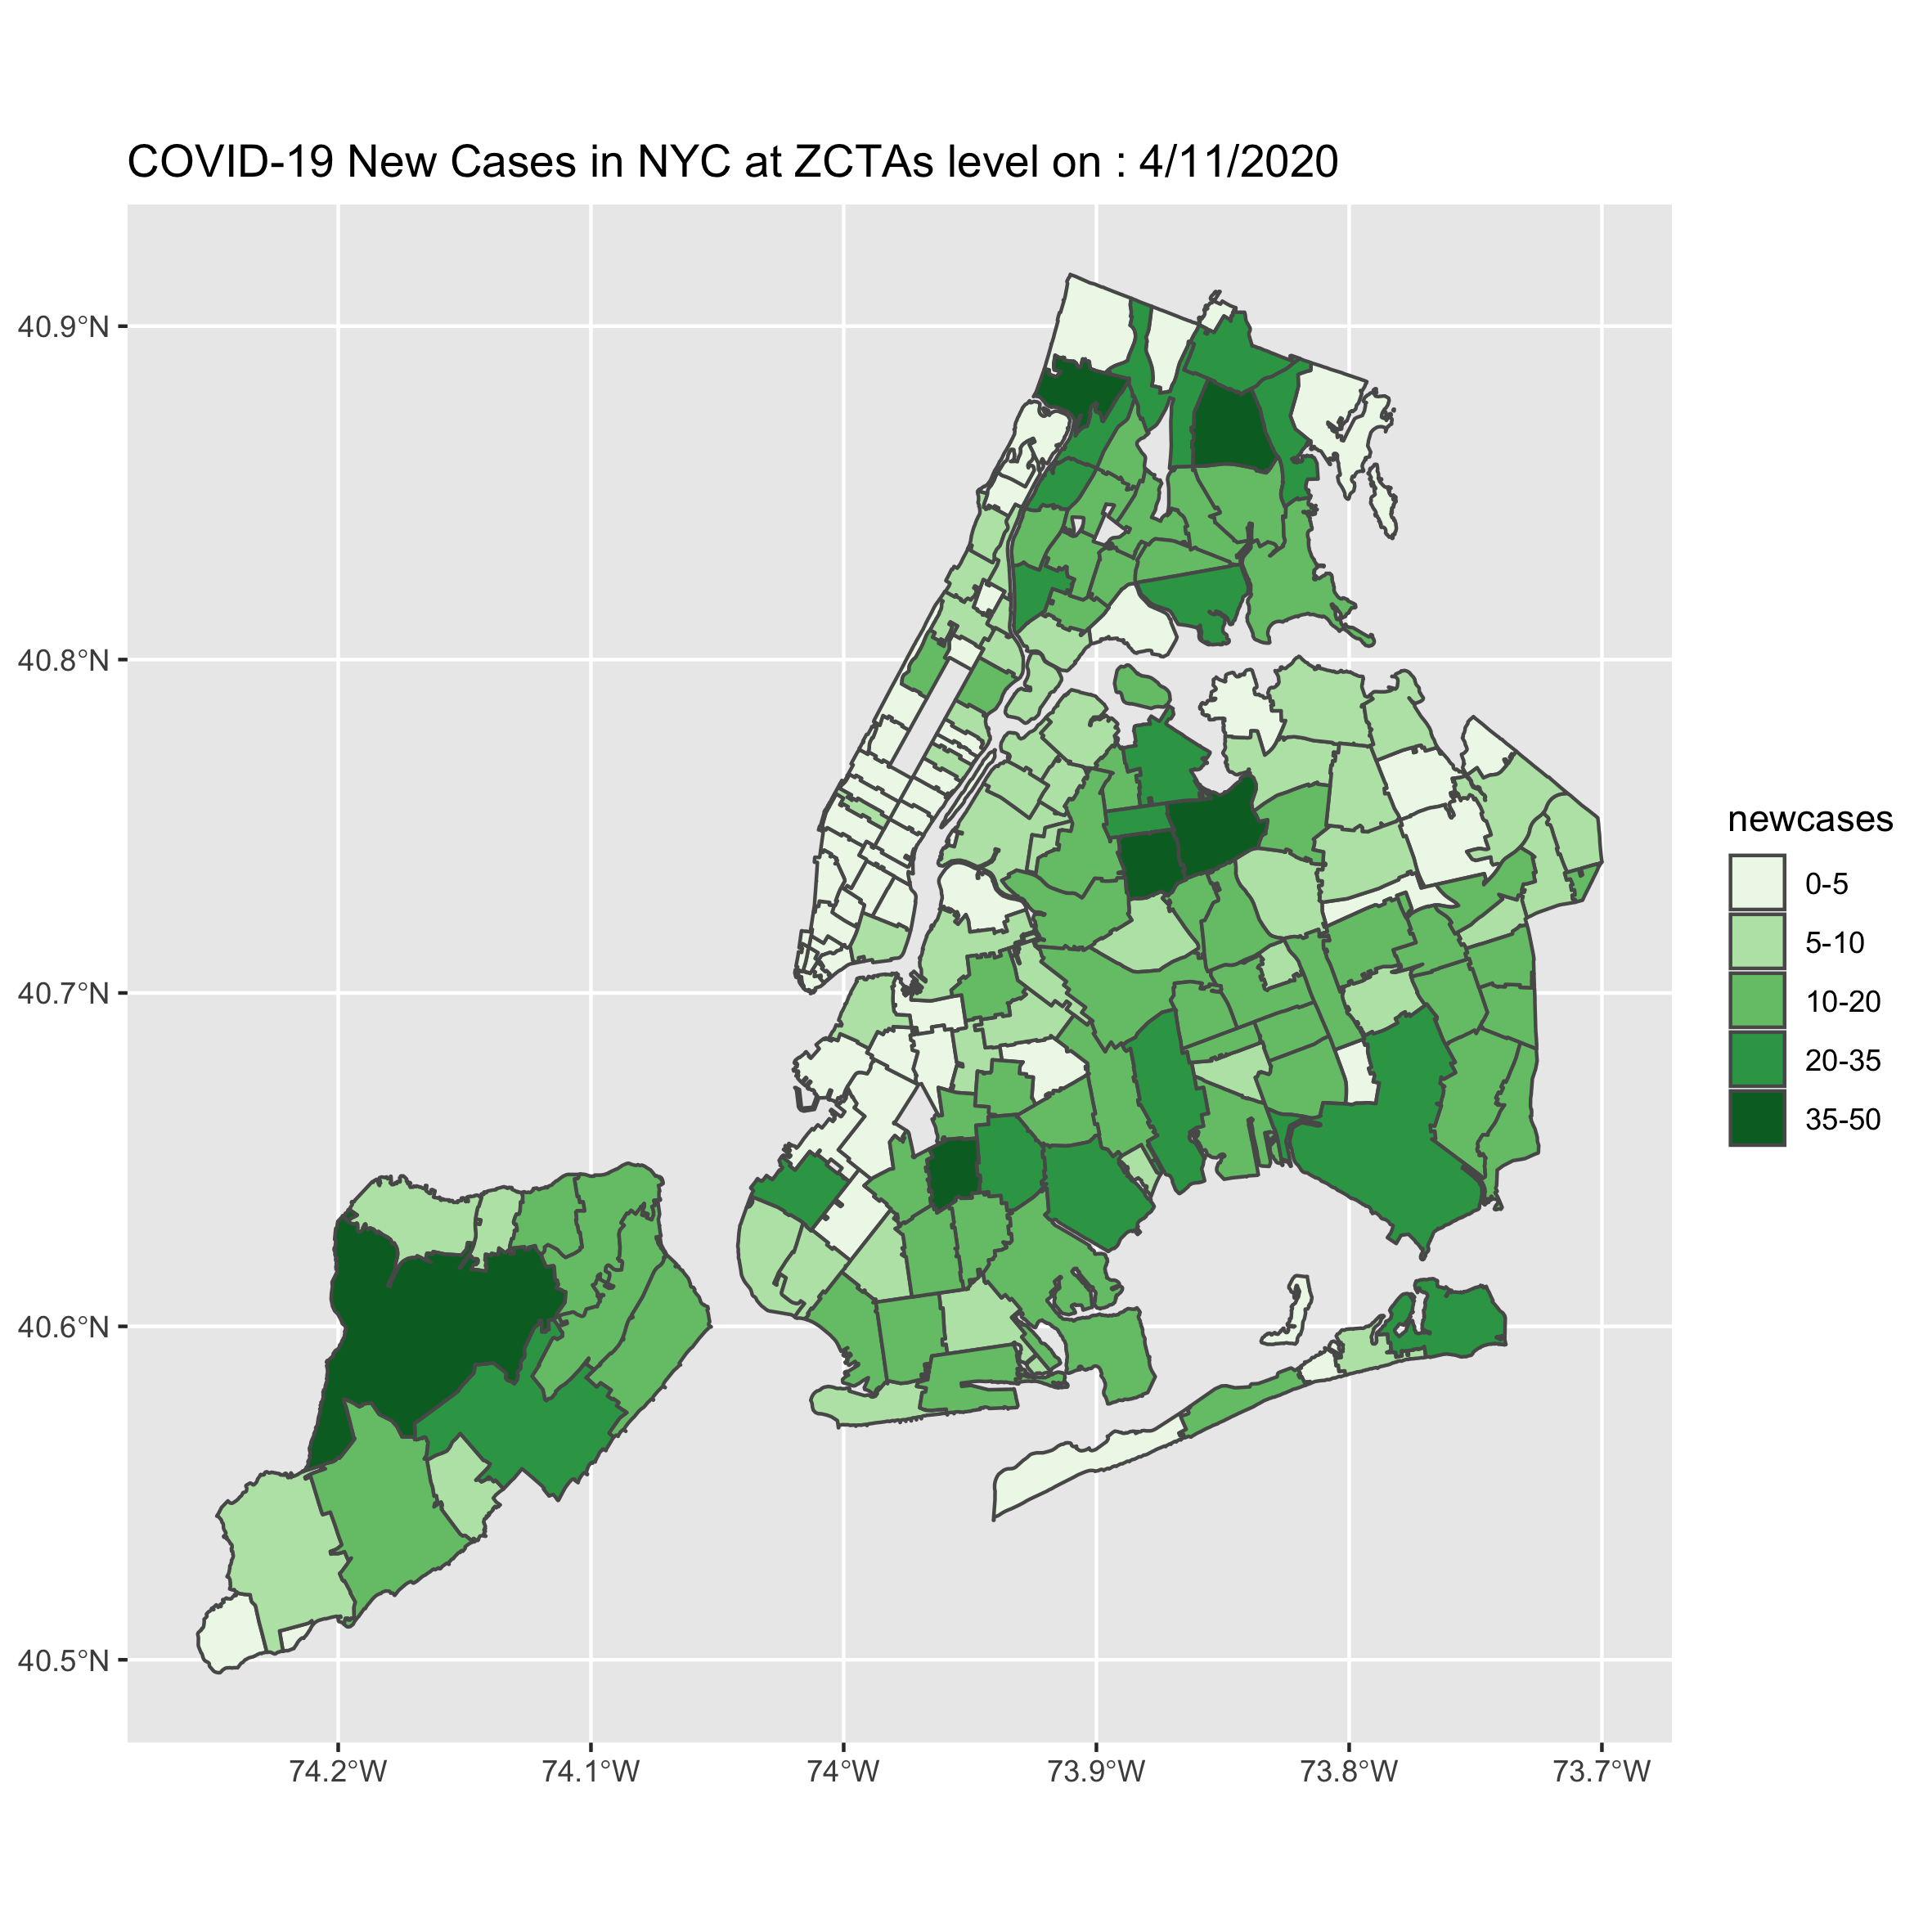 COVID-19 New Cases in NYC at ZCTAs level on : 4/11/2020
40.9°N
40.8°N
40.7°N
40.6°N
40.5°N
74.2°W
74.1°W
74°W
73.9°W
73.8°W
73.7°W
newcases
0-5
5-10
10-20
20-35
35-50